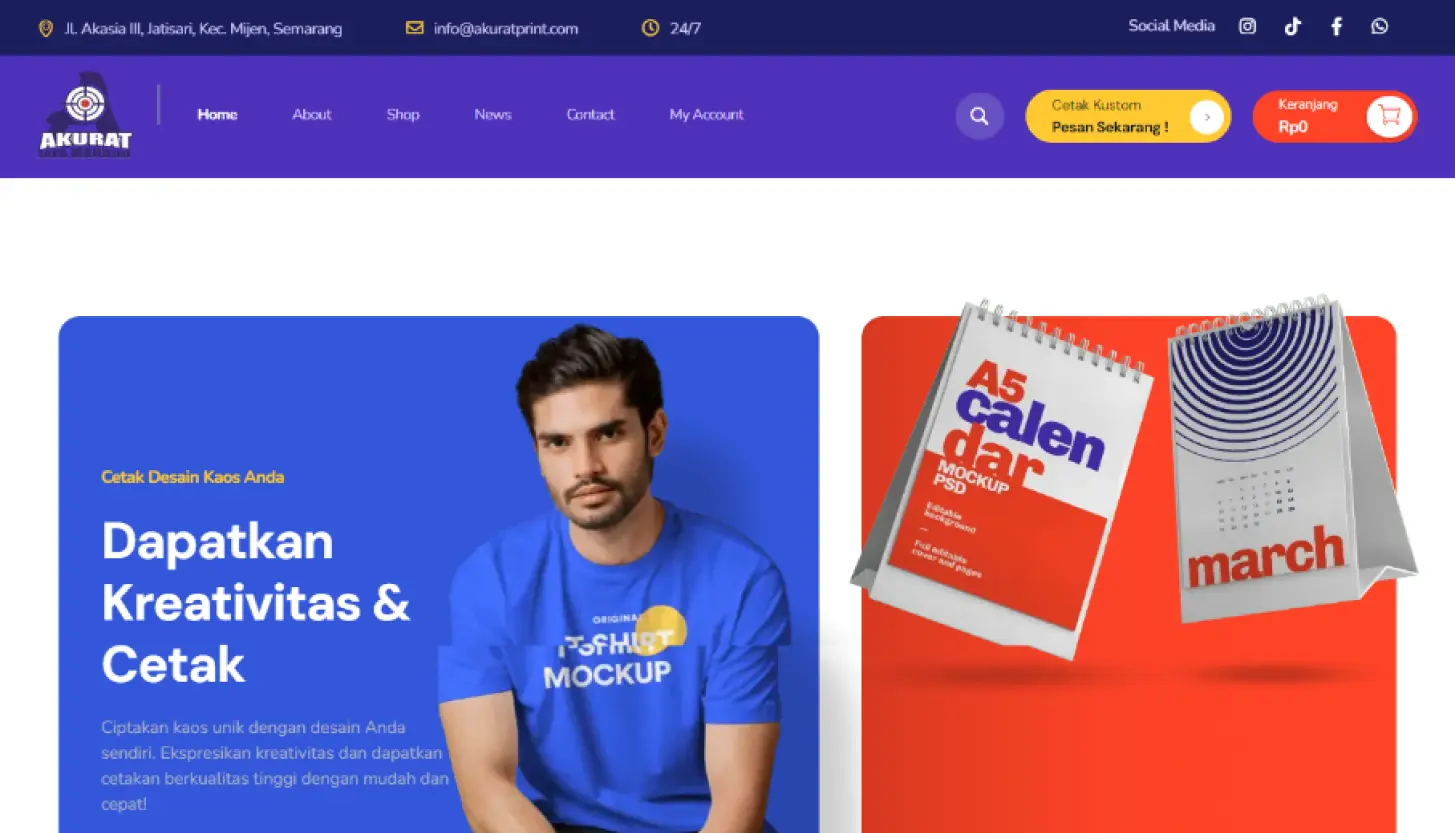 Jl. Akasia III, Jatisari, Kec. Mijen, Semarang
info@akuratprint.com
24/7
Social Media
AKURAT
Home
About
Shop
News
Contact
My Account
Cetak Kustom
Pesan Sekarang !
Keranjang
Rp0
Cetak Desain Kaos Anda
Dapatkan
Kreativitas &
Cetak
Ciptakan kaos unik dengan desain Anda
sendiri. Ekspresikan kreativitas dan dapatkan
cetakan berkualitas tinggi dengan mudah dan
cepat!
ORIGINAL
T-SHIRT
MOCKUP
A5
calen
dar
MOCKUP
PSD
Editable
background
Full editable
cover and pages
march